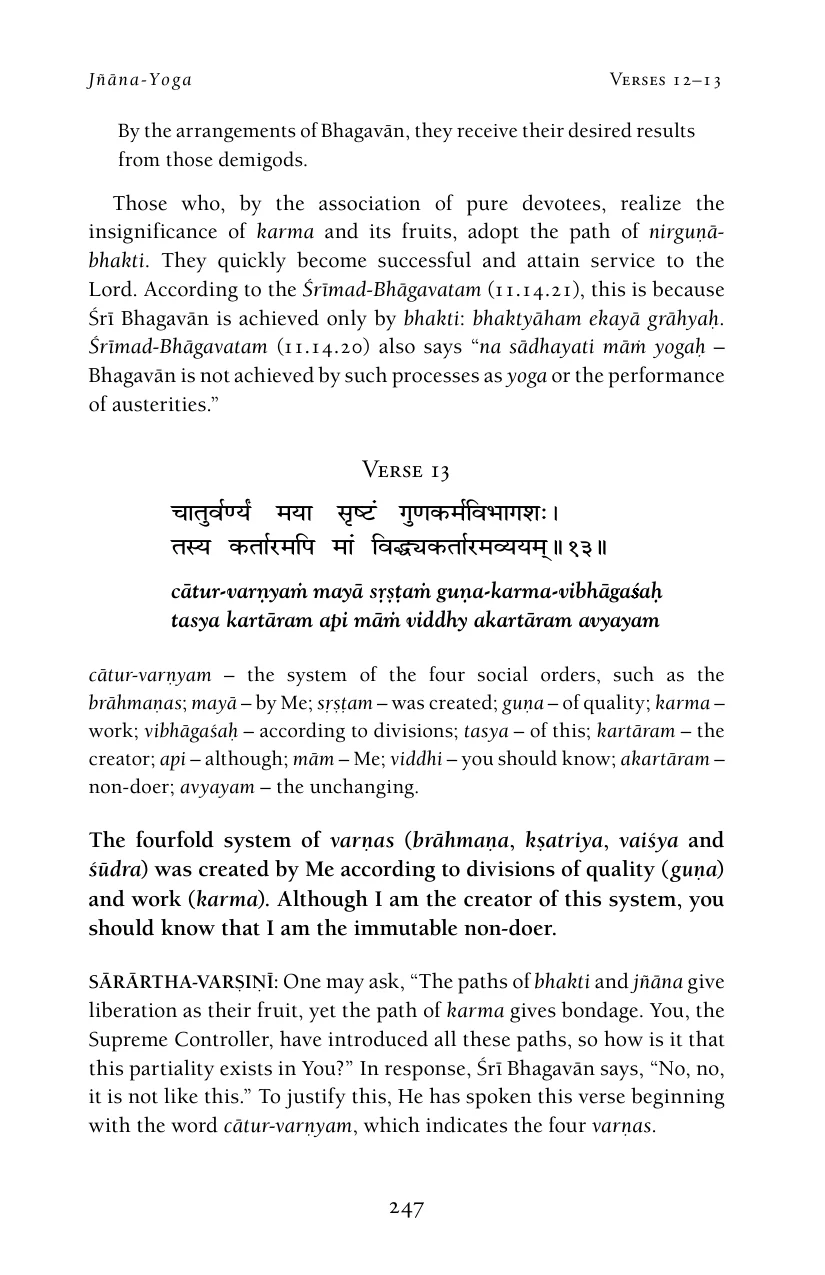 Jñāna-Yoga Verses 12–13
By the arrangements of Bhagavān, they receive their desired results
from those demigods.
Those who, by the association of pure devotees, realize the
insignificance of karma and its fruits, adopt the path of nirguṇā-
bhakti. They quickly become successful and attain service to the
Lord. According to the Śrīmad-Bhāgavatam (11.14.21), this is because
Śrī Bhagavān is achieved only by bhakti: bhaktyāham ekayā grāhyaḥ.
Śrīmad-Bhāgavatam (11.14.20) also says “na sādhayati māṁ yogaḥ –
Bhagavān is not achieved by such processes as yoga or the performance
of austerities.”
Verse 13
चातुर्वर्ण्यं मया सृष्टं गुणकर्मविभागशः।
तस्य कर्तारमपि मां विद्ध्यकर्तारमव्ययम्॥१३॥
cātur-varṇyaṁ mayā sṛṣṭaṁ guṇa-karma-vibhāgaśaḥ
tasya kartāram api māṁ viddhy akartāram avyayam
cātur-varṇyam – the system of the four social orders, such as the
brāhmaṇas; mayā – by Me; sṛṣṭam – was created; guṇa – of quality; karma –
work; vibhāgaśaḥ – according to divisions; tasya – of this; kartāram – the
creator; api – although; mām – Me; viddhi – you should know; akartāram –
non-doer; avyayam – the unchanging.
The fourfold system of varṇas (brāhmaṇa, kṣatriya, vaiśya and
śūdra) was created by Me according to divisions of quality (guṇa)
and work (karma). Although I am the creator of this system, you
should know that I am the immutable non-doer.
SĀRĀRTHA-VARṢIṆĪ: One may ask, “The paths of bhakti and jñāna give
liberation as their fruit, yet the path of karma gives bondage. You, the
Supreme Controller, have introduced all these paths, so how is it that
this partiality exists in You?” In response, Śrī Bhagavān says, “No, no,
it is not like this.” To justify this, He has spoken this verse beginning
with the word cātur-varṇyam, which indicates the four varṇas.
247